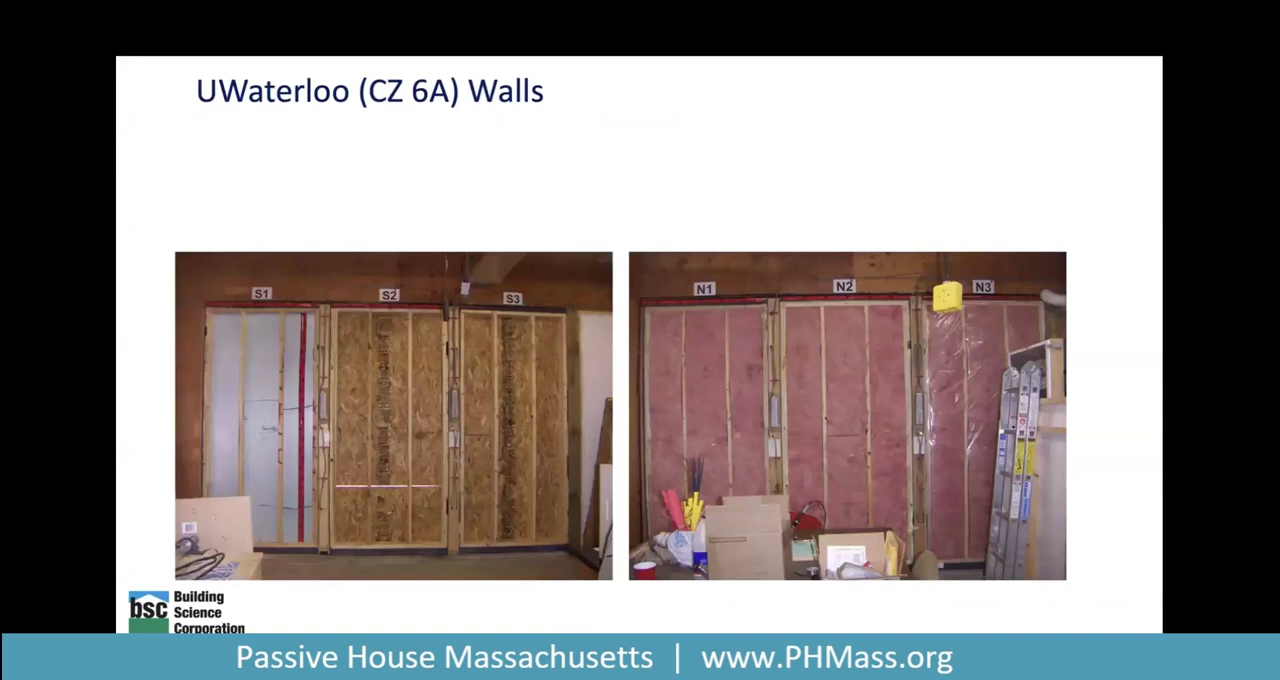 UWaterloo (CZ 6A) Walls
S1
S2
S3
N1
N2
N3
bsc
Building
Science
Corporation
Passive House Massachusetts | www.PHMass.org